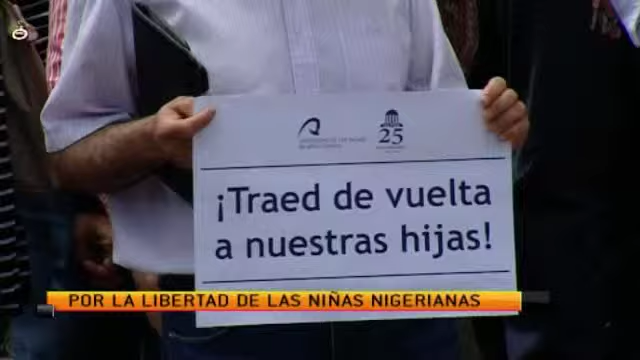 25
¡Traed de vuelta
a nuestras hijas!
POR LA LIBERTAD DE LAS NIÑAS NIGERIANAS